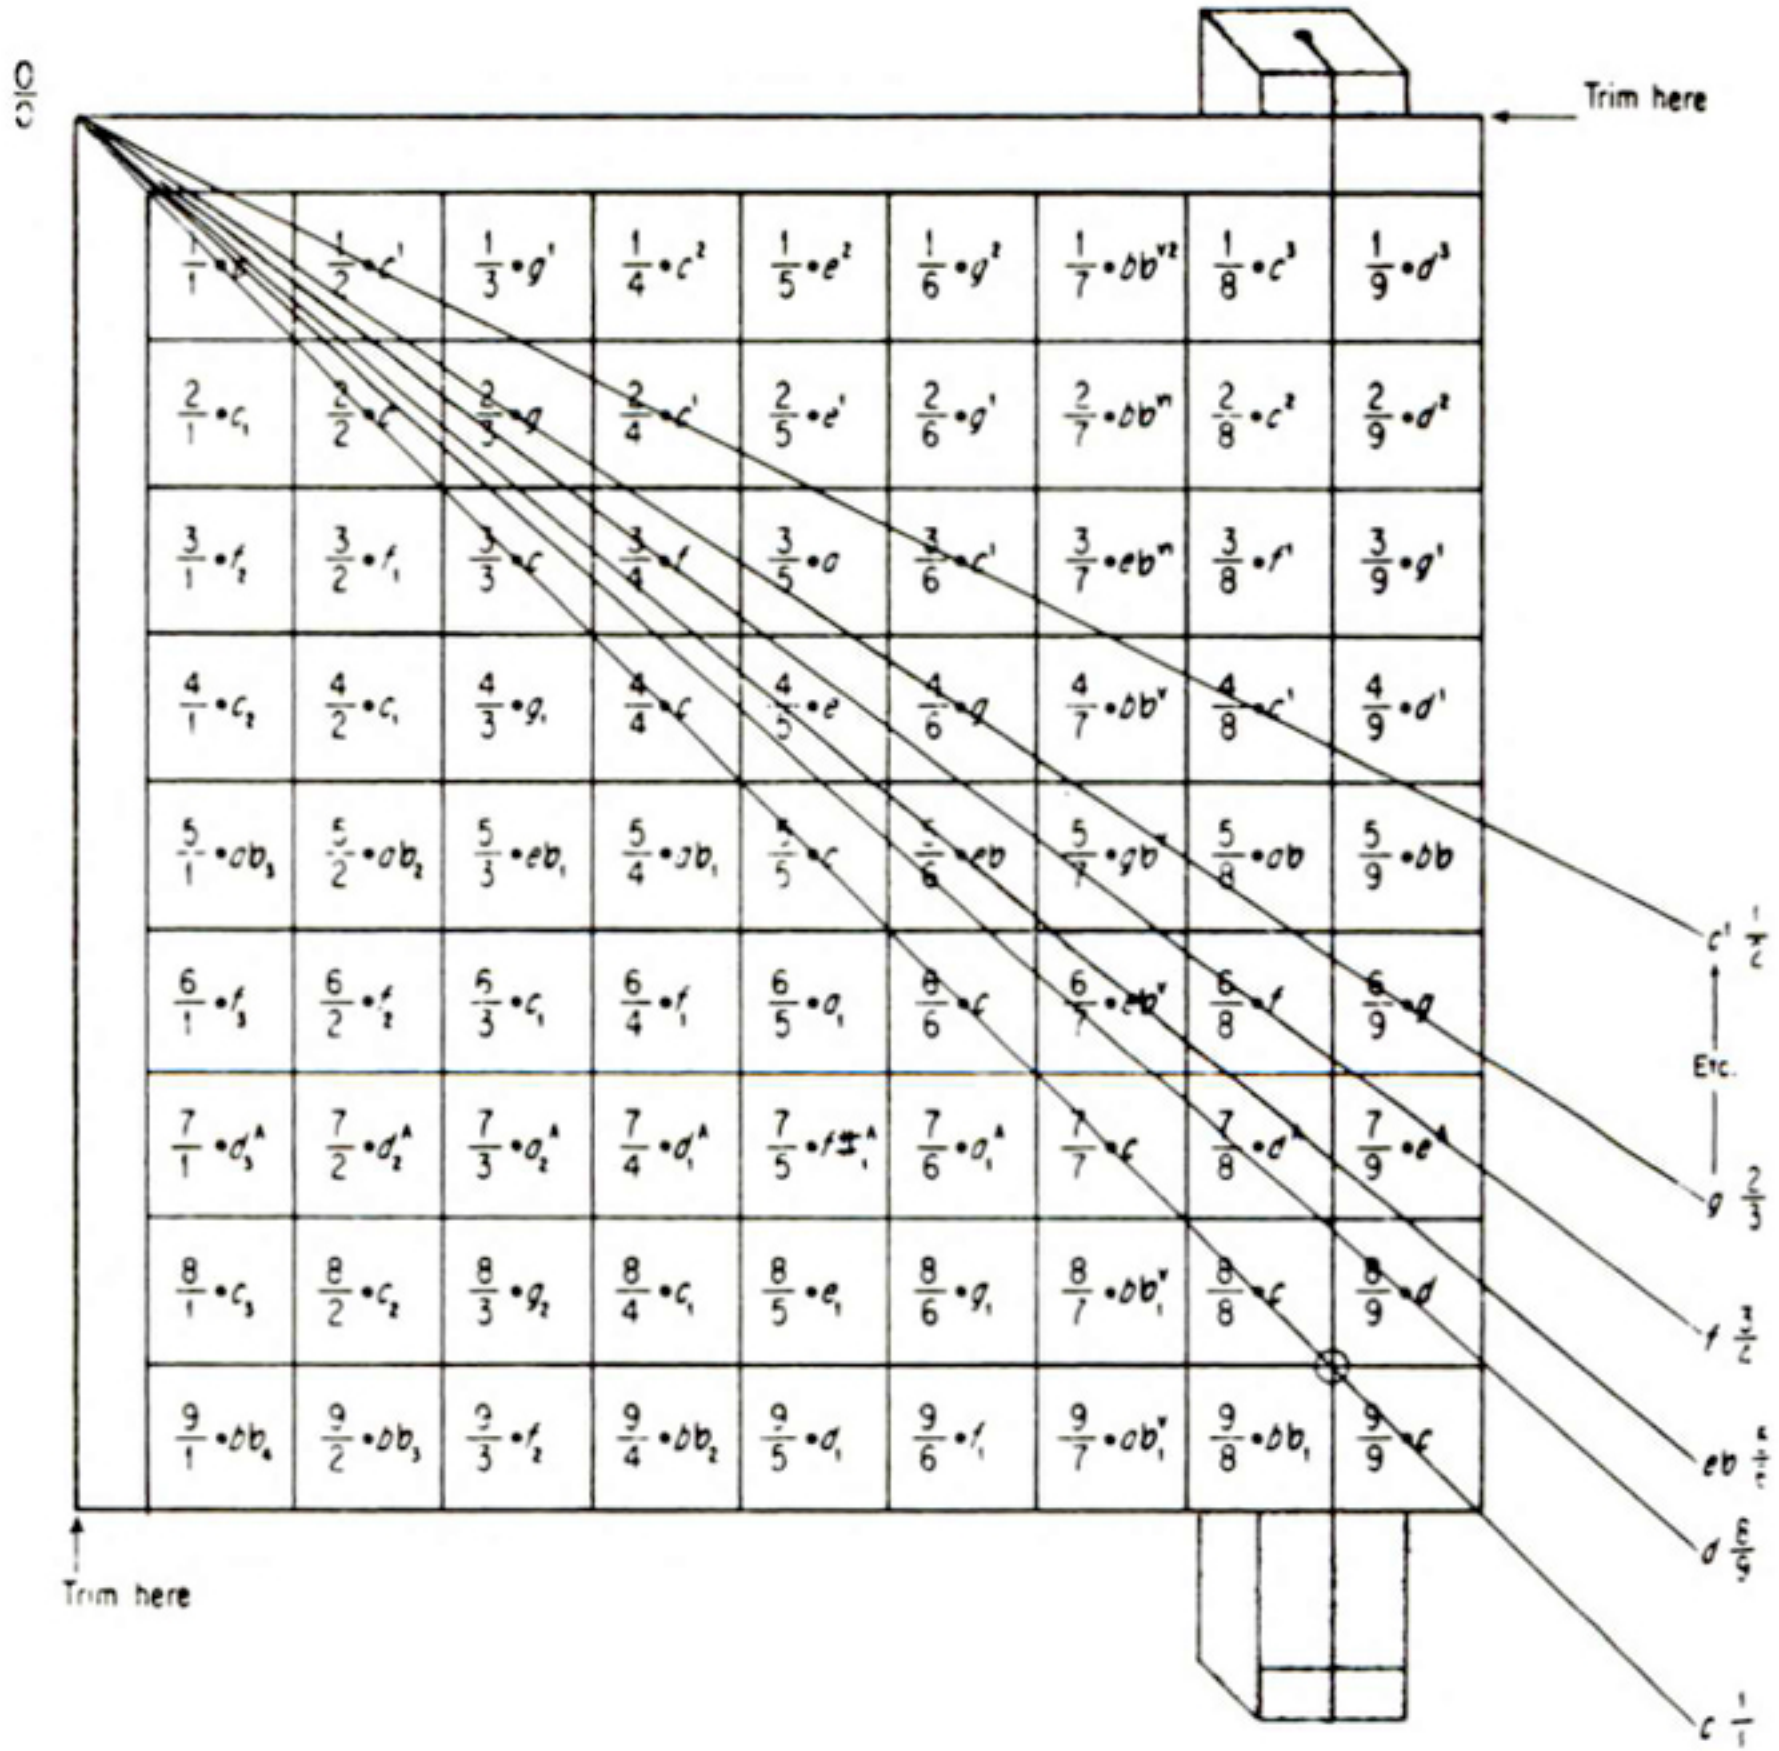 0/0
Trim here
1/1 • c 1/2 • c¹ 1/3 • g¹ 1/4 • c² 1/5 • e² 1/6 • g² 1/7 • bbᵛ² 1/8 • c³ 1/9 • d³
2/1 • c₁ 2/2 • c 2/3 • g 2/4 • c¹ 2/5 • e¹ 2/6 • g¹ 2/7 • bbᵛ¹ 2/8 • c² 2/9 • d²
3/1 • f₂ 3/2 • f₁ 3/3 • c 3/4 • f 3/5 • a 3/6 • c¹ 3/7 • ebᵛ¹ 3/8 • f¹ 3/9 • g¹
4/1 • c₂ 4/2 • c₁ 4/3 • g₁ 4/4 • c 4/5 • e 4/6 • g 4/7 • bbᵛ 4/8 • c¹ 4/9 • d¹
5/1 • ab₃ 5/2 • ab₂ 5/3 • eb₁ 5/4 • ab₁ 5/5 • c 5/6 • eb 5/7 • gbᵛ 5/8 • ab 5/9 • bb
c¹ 1/2
6/1 • f₃ 6/2 • f₂ 6/3 • c₁ 6/4 • f₁ 6/5 • a₁ 6/6 • c 6/7 • ebᵛ 6/8 • f 6/9 • g
Etc.
7/1 • d₃^ 7/2 • d₂^ 7/3 • a₂^ 7/4 • d₁^ 7/5 • f#₁^ 7/6 • a₁^ 7/7 • c 7/8 • d^ 7/9 • e^
g 2/3
8/1 • c₃ 8/2 • c₂ 8/3 • g₂ 8/4 • c₁ 8/5 • e₁ 8/6 • g₁ 8/7 • bb₁ᵛ 8/8 • c 8/9 • d
f
9/1 • bb₄ 9/2 • bb₃ 9/3 • f₂ 9/4 • bb₂ 9/5 • d₁ 9/6 • f₁ 9/7 • ab₁ᵛ 9/8 • bb₁ 9/9 • c
eb
d 8/9
Trim here
c 1/1